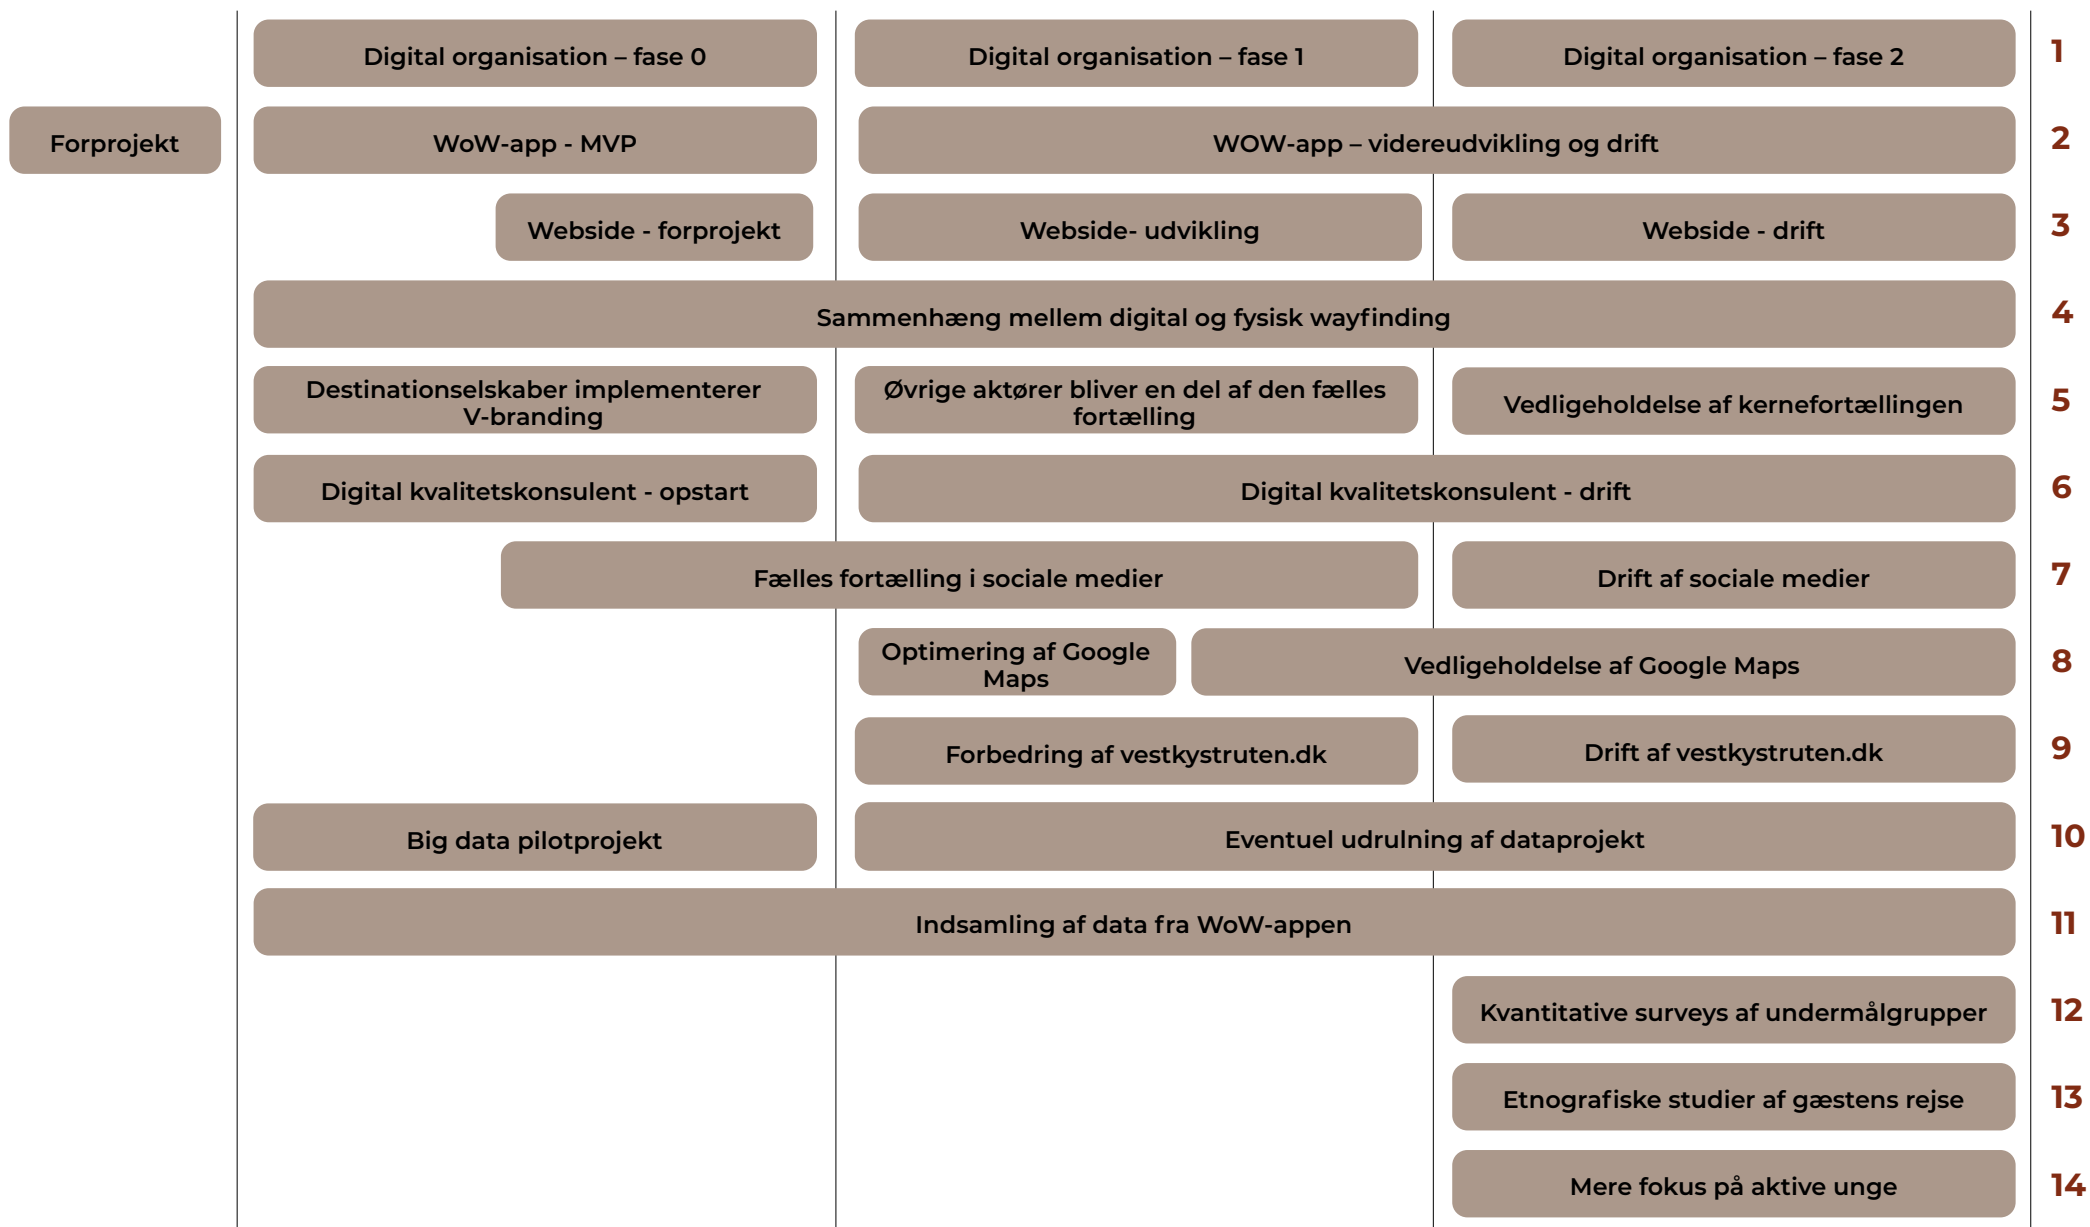 Digital organisation – fase 0
Digital organisation – fase 1
Digital organisation – fase 2
1
Forprojekt
WoW-app - MVP
WOW-app – videreudvikling og drift
2
Webside - forprojekt
Webside- udvikling
Webside - drift
3
Sammenhæng mellem digital og fysisk wayfinding
4
Destinationselskaber implementerer
V-branding
Øvrige aktører bliver en del af den fælles
fortælling
Vedligeholdelse af kernefortællingen
5
Digital kvalitetskonsulent - opstart
Digital kvalitetskonsulent - drift
6
Fælles fortælling i sociale medier
Drift af sociale medier
7
Optimering af Google
Maps
Vedligeholdelse af Google Maps
8
Forbedring af vestkystruten.dk
Drift af vestkystruten.dk
9
Big data pilotprojekt
Eventuel udrulning af dataprojekt
10
Indsamling af data fra WoW-appen
11
Kvantitative surveys af undermålgrupper
12
Etnografiske studier af gæstens rejse
13
Mere fokus på aktive unge
14